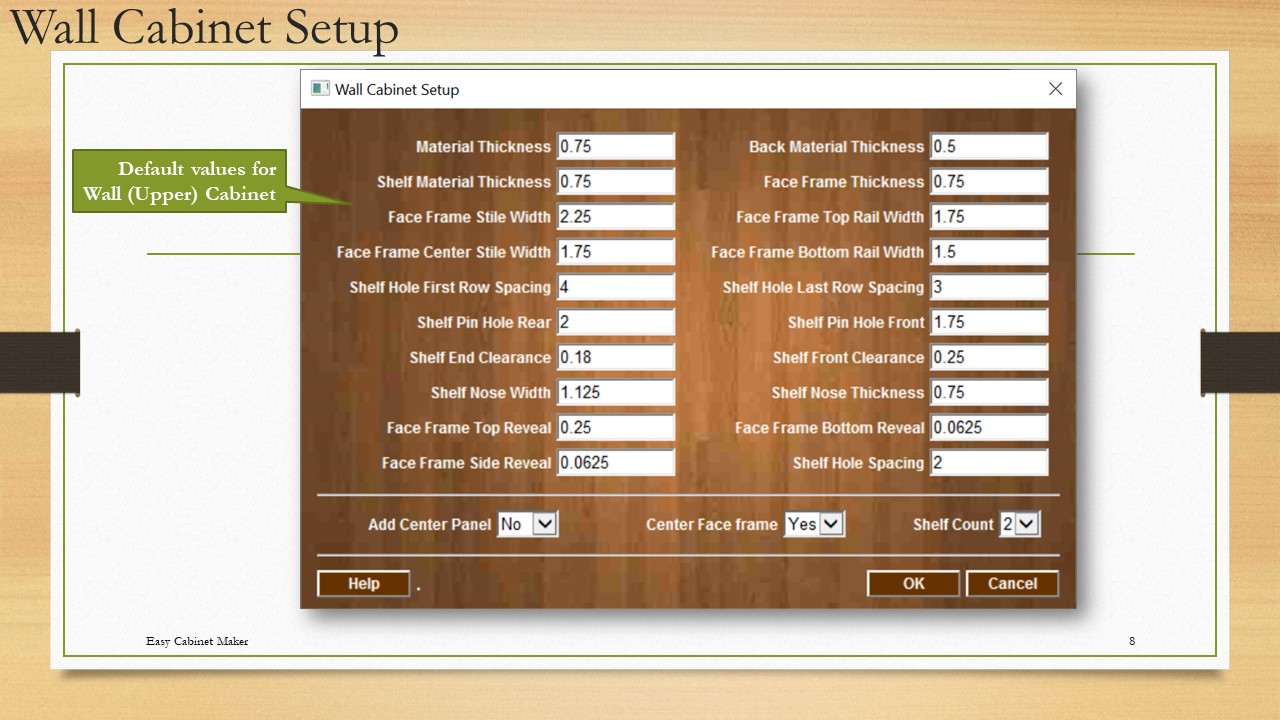 Wall Cabinet Setup
Wall Cabinet Setup
Default values for
Wall (Upper) Cabinet
Material Thickness 0.75 Back Material Thickness 0.5
Shelf Material Thickness 0.75 Face Frame Thickness 0.75
Face Frame Stile Width 2.25 Face Frame Top Rail Width 1.75
Face Frame Center Stile Width 1.75 Face Frame Bottom Rail Width 1.5
Shelf Hole First Row Spacing 4 Shelf Hole Last Row Spacing 3
Shelf Pin Hole Rear 2 Shelf Pin Hole Front 1.75
Shelf End Clearance 0.18 Shelf Front Clearance 0.25
Shelf Nose Width 1.125 Shelf Nose Thickness 0.75
Face Frame Top Reveal 0.25 Face Frame Bottom Reveal 0.0625
Face Frame Side Reveal 0.0625 Shelf Hole Spacing 2
Add Center Panel No Center Face frame Yes Shelf Count 2
Help . OK Cancel
Easy Cabinet Maker 8